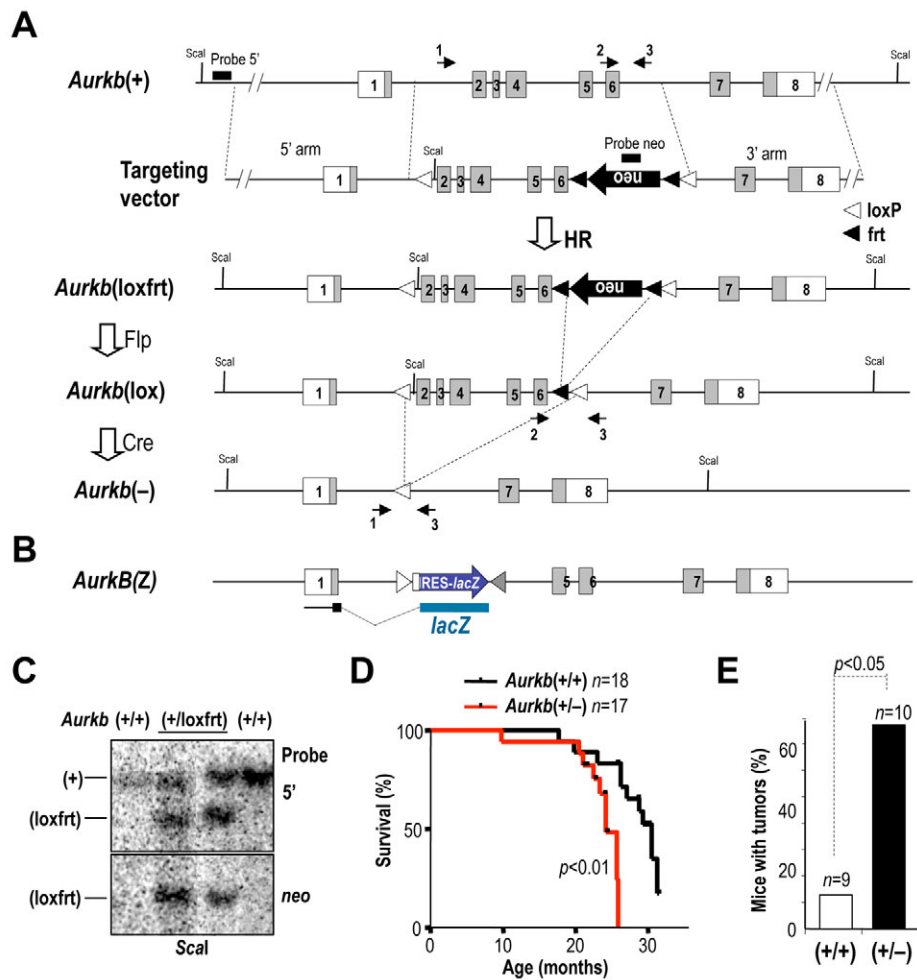 A
ScaI
Probe 5'
1
2
3
ScaI
Aurkb(+)
1
2
3
4
5
6
7
8
Targeting
vector
5' arm
ScaI
Probe neo
3' arm
1
2
3
4
5
6
neo
7
8
loxP
frt
HR
ScaI
ScaI
Aurkb(loxfrt)
1
2
3
4
5
6
neo
7
8
Flp
ScaI
ScaI
ScaI
Aurkb(lox)
1
2
3
4
5
6
7
8
2
3
Cre
ScaI
ScaI
Aurkb(–)
1
7
8
1
3
B
AurkB(Z)
1
IRES-lacZ
5
6
7
8
lacZ
C
Aurkb (+/+) (+/loxfrt) (+/+)
(+)
(loxfrt)
Probe
5'
(loxfrt)
neo
ScaI
D
Aurkb(+/+) n=18
Aurkb(+/–) n=17
Survival (%)
100
50
0
p<0.01
0 10 20 30
Age (months)
E
p<0.05
Mice with tumors (%)
60
40
20
10
0
n=9
n=10
(+/+) (+/–)